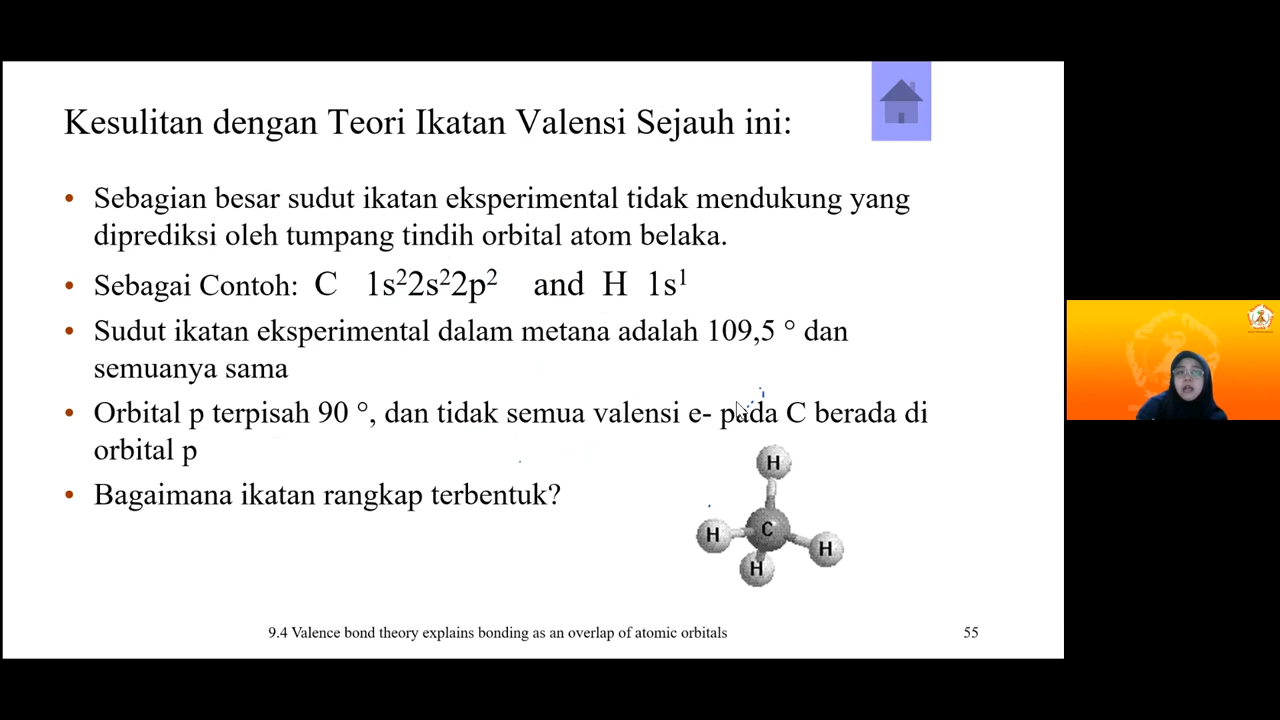 Kesulitan dengan Teori Ikatan Valensi Sejauh ini:
• Sebagian besar sudut ikatan eksperimental tidak mendukung yang
diprediksi oleh tumpang tindih orbital atom belaka.
• Sebagai Contoh: C 1s²2s²2p² and H 1s¹
• Sudut ikatan eksperimental dalam metana adalah 109,5 ° dan
semuanya sama
• Orbital p terpisah 90 °, dan tidak semua valensi e- pada C berada di
orbital p
• Bagaimana ikatan rangkap terbentuk?
H
C
H
H
H
9.4 Valence bond theory explains bonding as an overlap of atomic orbitals
55